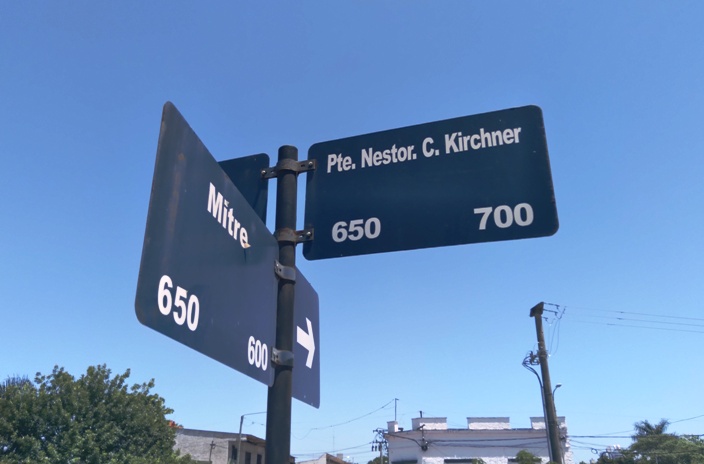 Pte. Nestor. C. Kirchner
650 700
Mitre
650 600
→